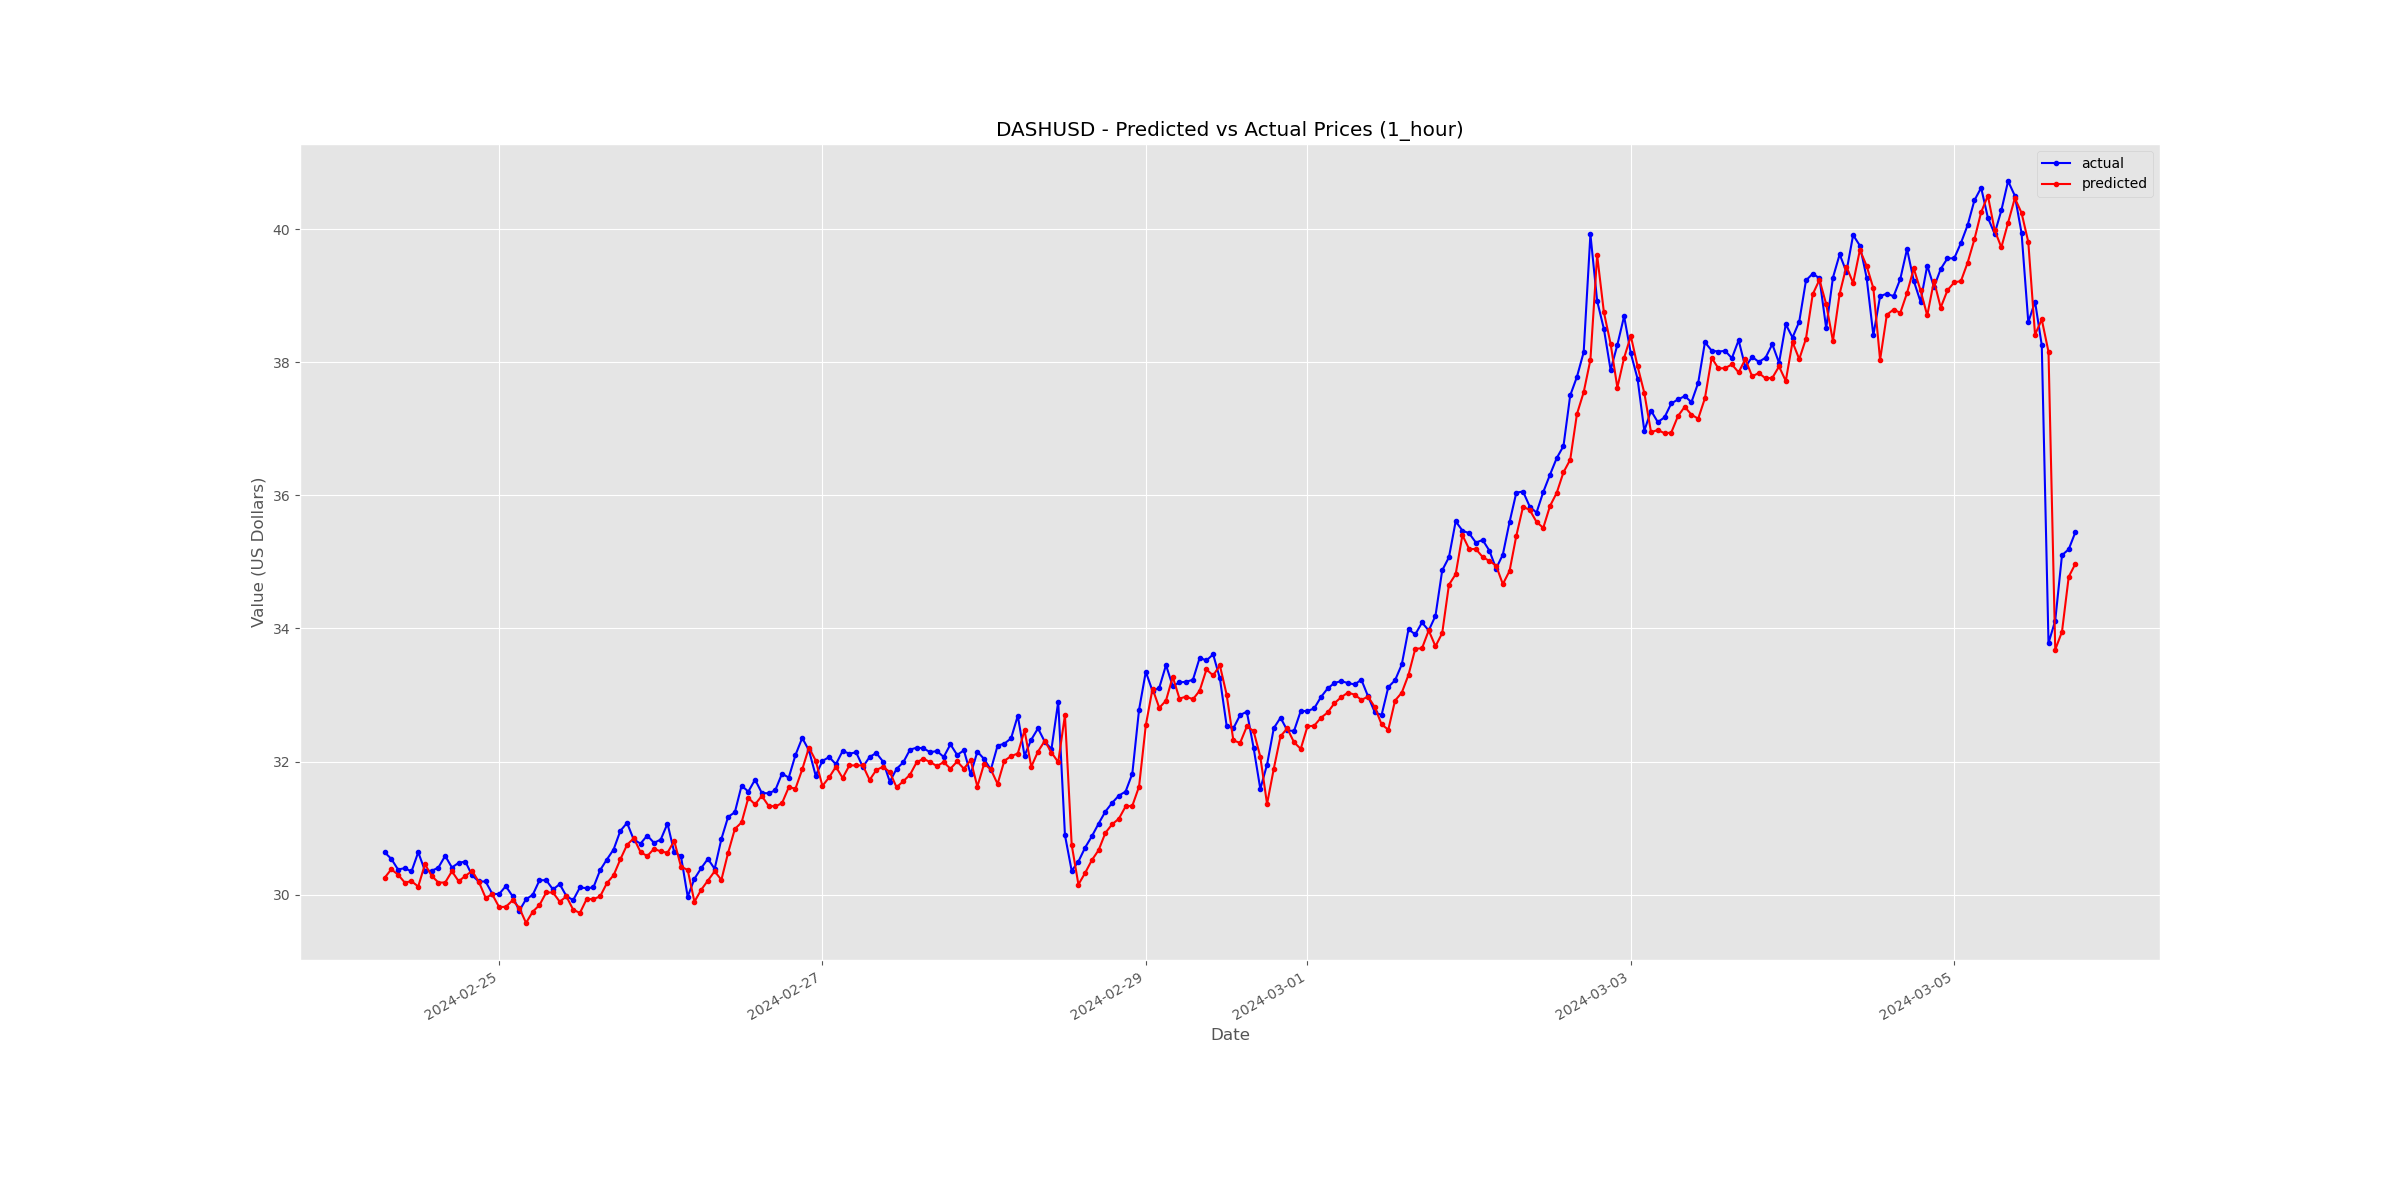 DASHUSD - Predicted vs Actual Prices (1_hour)
actual
predicted
40
38
36
34
32
30
Value (US Dollars)
2024-02-25
2024-02-27
2024-02-29
2024-03-01
2024-03-03
2024-03-05
Date